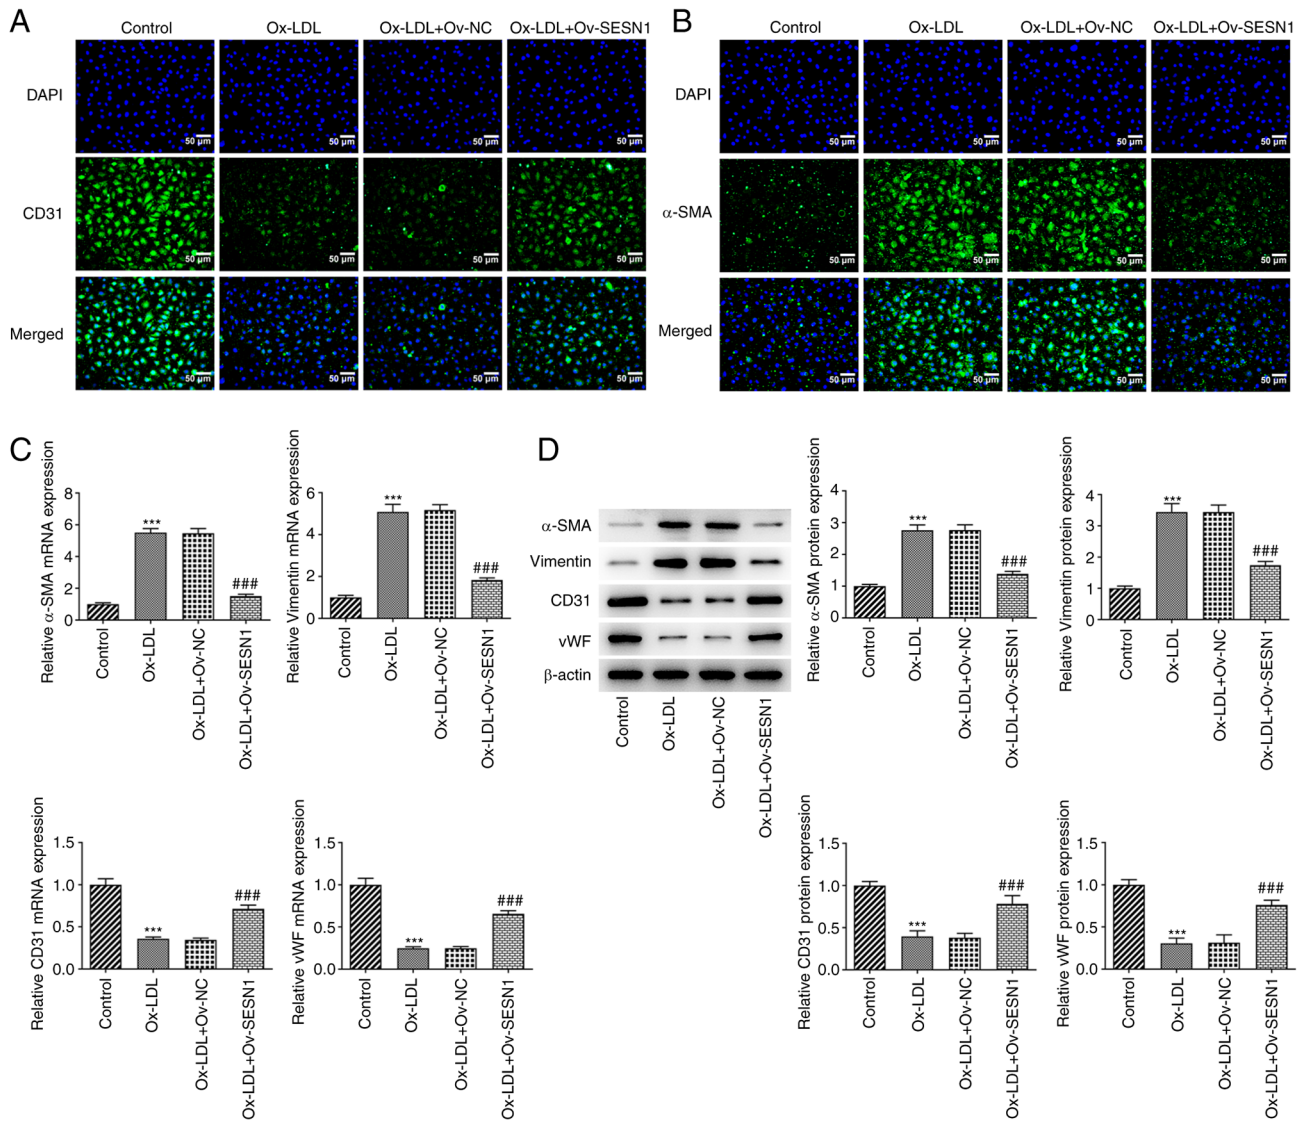 A
Control
Ox-LDL
Ox-LDL+Ov-NC
Ox-LDL+Ov-SESN1
DAPI
50 µm
50 µm
50 µm
50 µm
CD31
50 µm
50 µm
50 µm
50 µm
Merged
50 µm
50 µm
50 µm
50 µm
B
Control
Ox-LDL
Ox-LDL+Ov-NC
Ox-LDL+Ov-SESN1
DAPI
50 µm
50 µm
50 µm
50 µm
α-SMA
50 µm
50 µm
50 µm
50 µm
Merged
50 µm
50 µm
50 µm
50 µm
C
Relative α-SMA mRNA expression
8
6
4
2
0
***
###
Control
Ox-LDL
Ox-LDL+Ov-NC
Ox-LDL+Ov-SESN1
Relative Vimentin mRNA expression
6
4
2
0
***
###
Control
Ox-LDL
Ox-LDL+Ov-NC
Ox-LDL+Ov-SESN1
Relative CD31 mRNA expression
1.5
1.0
0.5
0.0
***
###
Control
Ox-LDL
Ox-LDL+Ov-NC
Ox-LDL+Ov-SESN1
Relative vWF mRNA expression
1.5
1.0
0.5
0.0
***
###
Control
Ox-LDL
Ox-LDL+Ov-NC
Ox-LDL+Ov-SESN1
D
α-SMA
Vimentin
CD31
vWF
β-actin
Control
Ox-LDL
Ox-LDL+Ov-NC
Ox-LDL+Ov-SESN1
Relative α-SMA protein expression
4
3
2
1
0
***
###
Control
Ox-LDL
Ox-LDL+Ov-NC
Ox-LDL+Ov-SESN1
Relative Vimentin protein expression
4
3
2
1
0
***
###
Control
Ox-LDL
Ox-LDL+Ov-NC
Ox-LDL+Ov-SESN1
Relative CD31 protein expression
1.5
1.0
0.5
0.0
***
###
Control
Ox-LDL
Ox-LDL+Ov-NC
Ox-LDL+Ov-SESN1
Relative vWF protein expression
1.5
1.0
0.5
0.0
***
###
Control
Ox-LDL
Ox-LDL+Ov-NC
Ox-LDL+Ov-SESN1